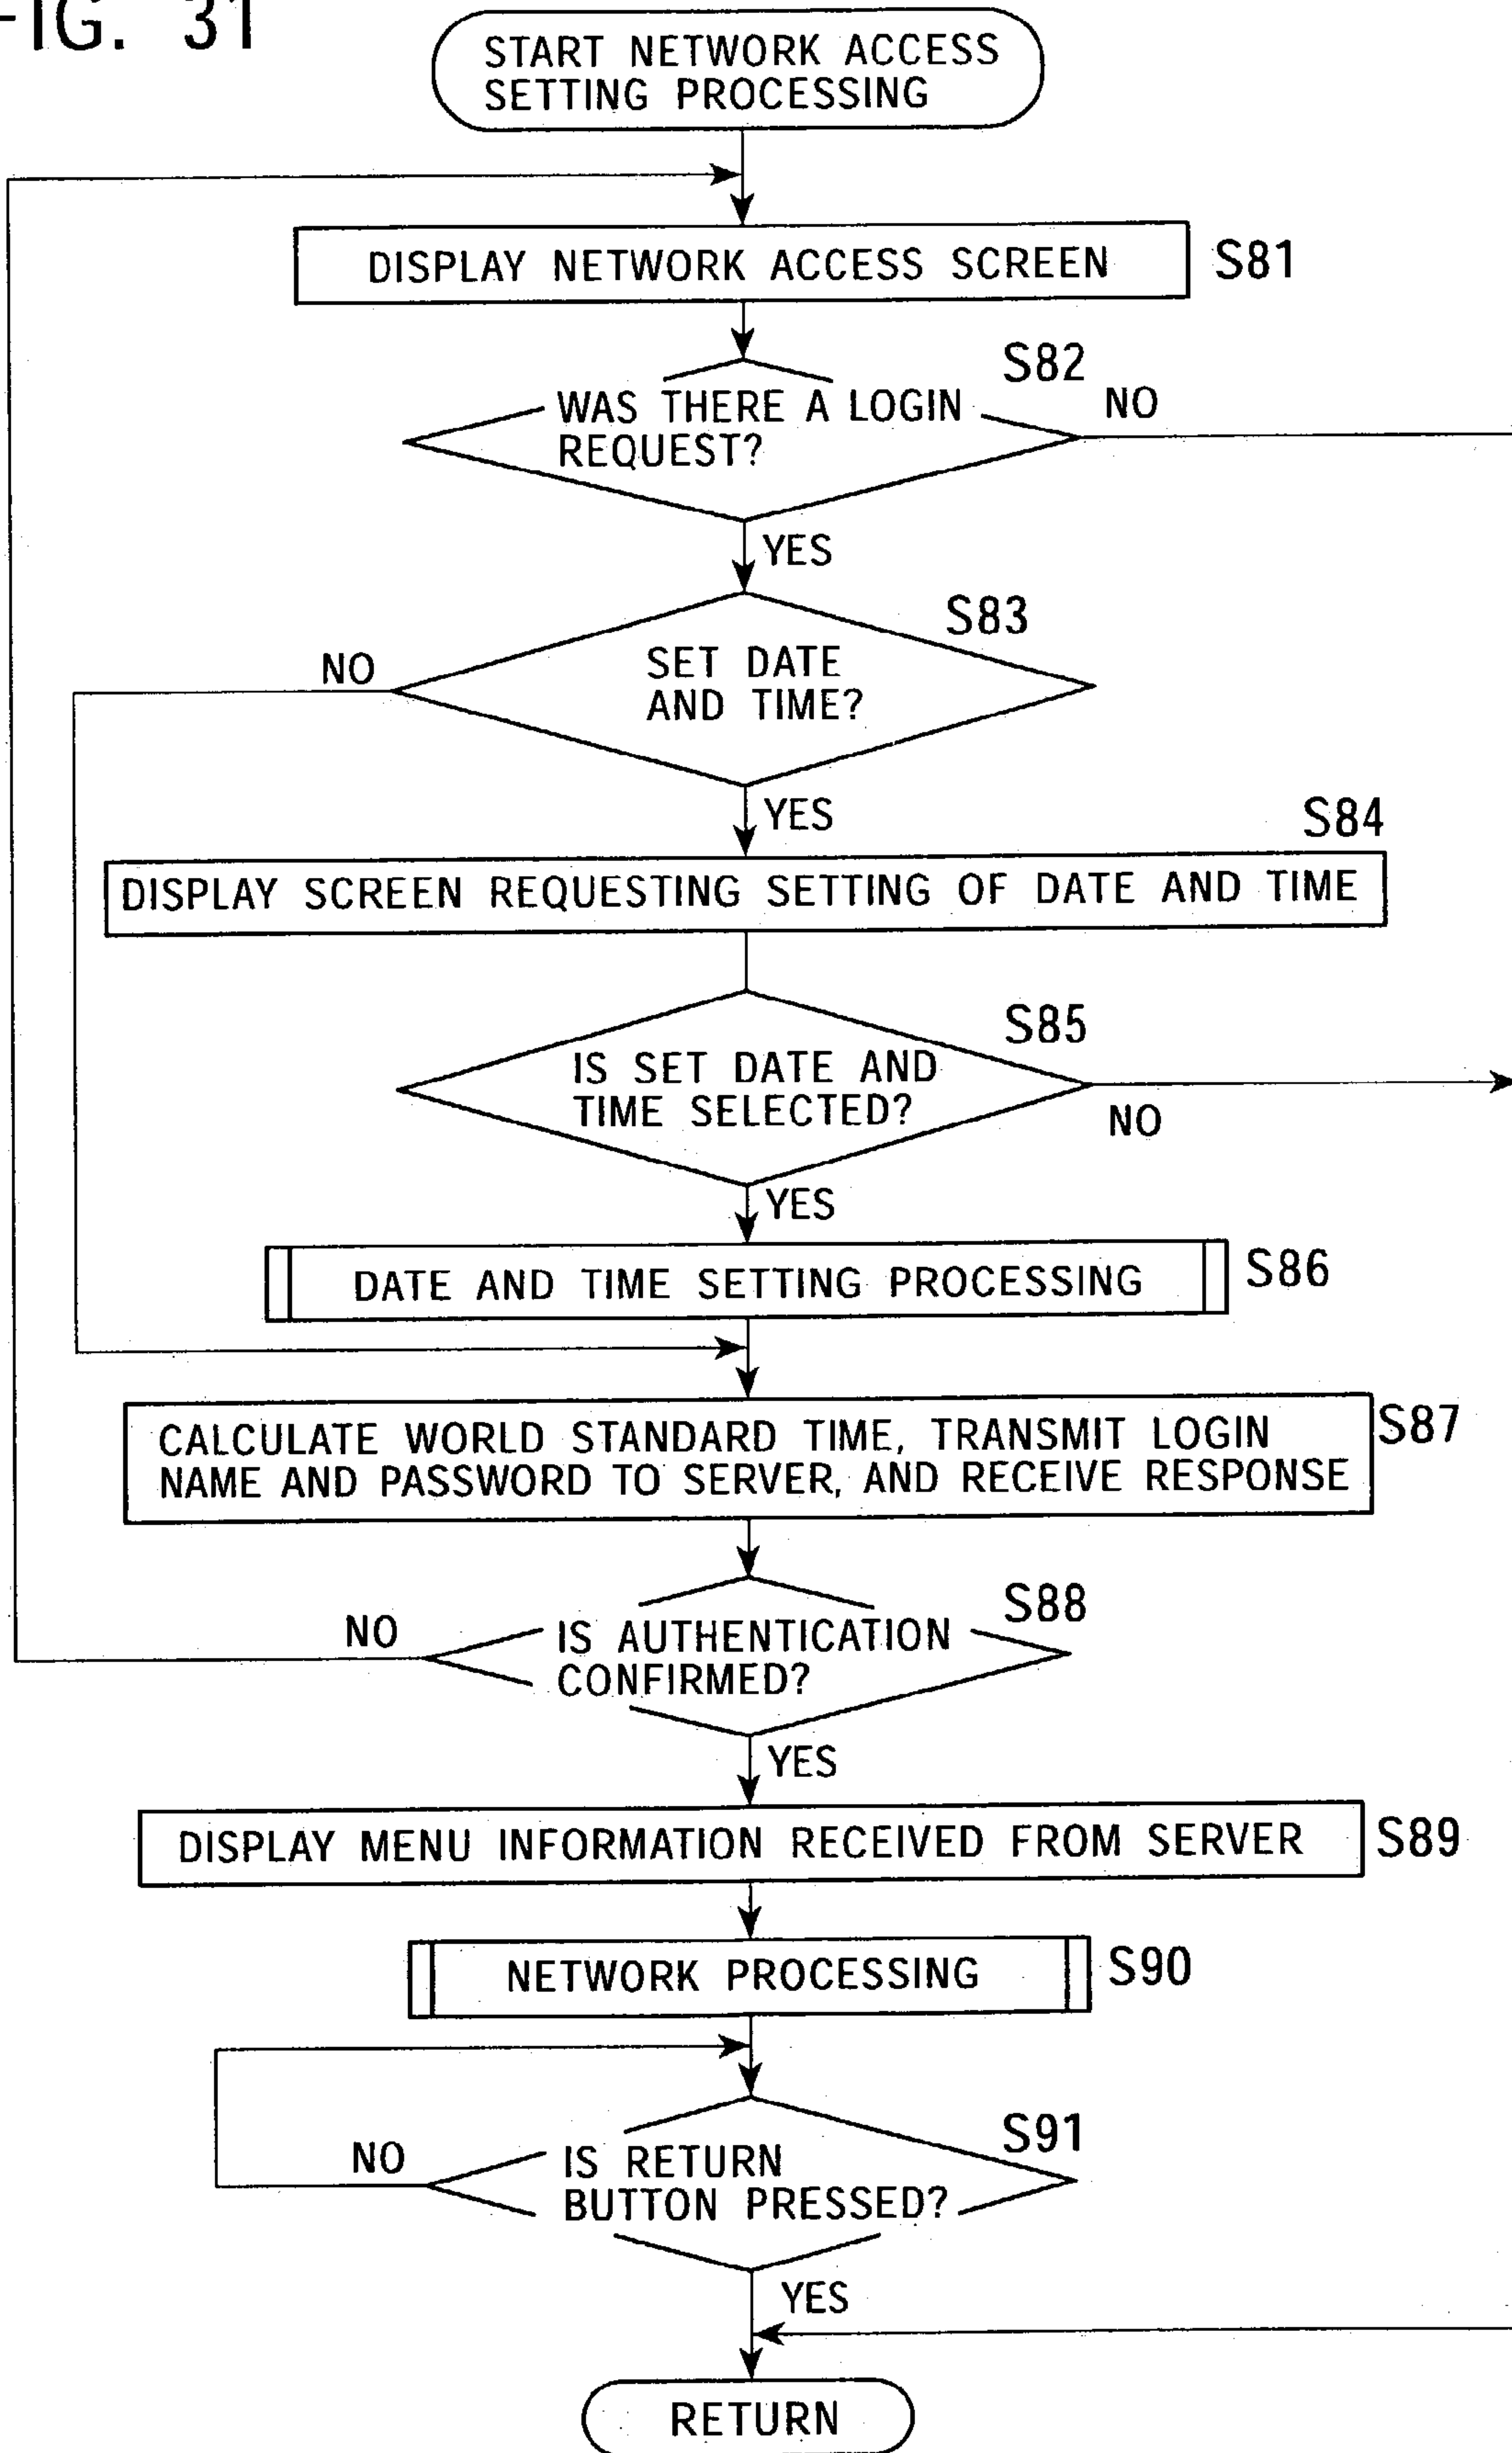 FIG. 31
START NETWORK ACCESS
SETTING PROCESSING
DISPLAY NETWORK ACCESS SCREEN
S81
S82
WAS THERE A LOGIN
REQUEST?
NO
YES
S83
SET DATE
AND TIME?
NO
YES
S84
DISPLAY SCREEN REQUESTING SETTING OF DATE AND TIME
S85
IS SET DATE AND
TIME SELECTED?
NO
YES
DATE AND TIME SETTING PROCESSING
S86
CALCULATE WORLD STANDARD TIME, TRANSMIT LOGIN
NAME AND PASSWORD TO SERVER, AND RECEIVE RESPONSE
S87
S88
IS AUTHENTICATION
CONFIRMED?
NO
YES
DISPLAY MENU INFORMATION RECEIVED FROM SERVER
S89
NETWORK PROCESSING
S90
S91
IS RETURN
BUTTON PRESSED?
NO
YES
RETURN